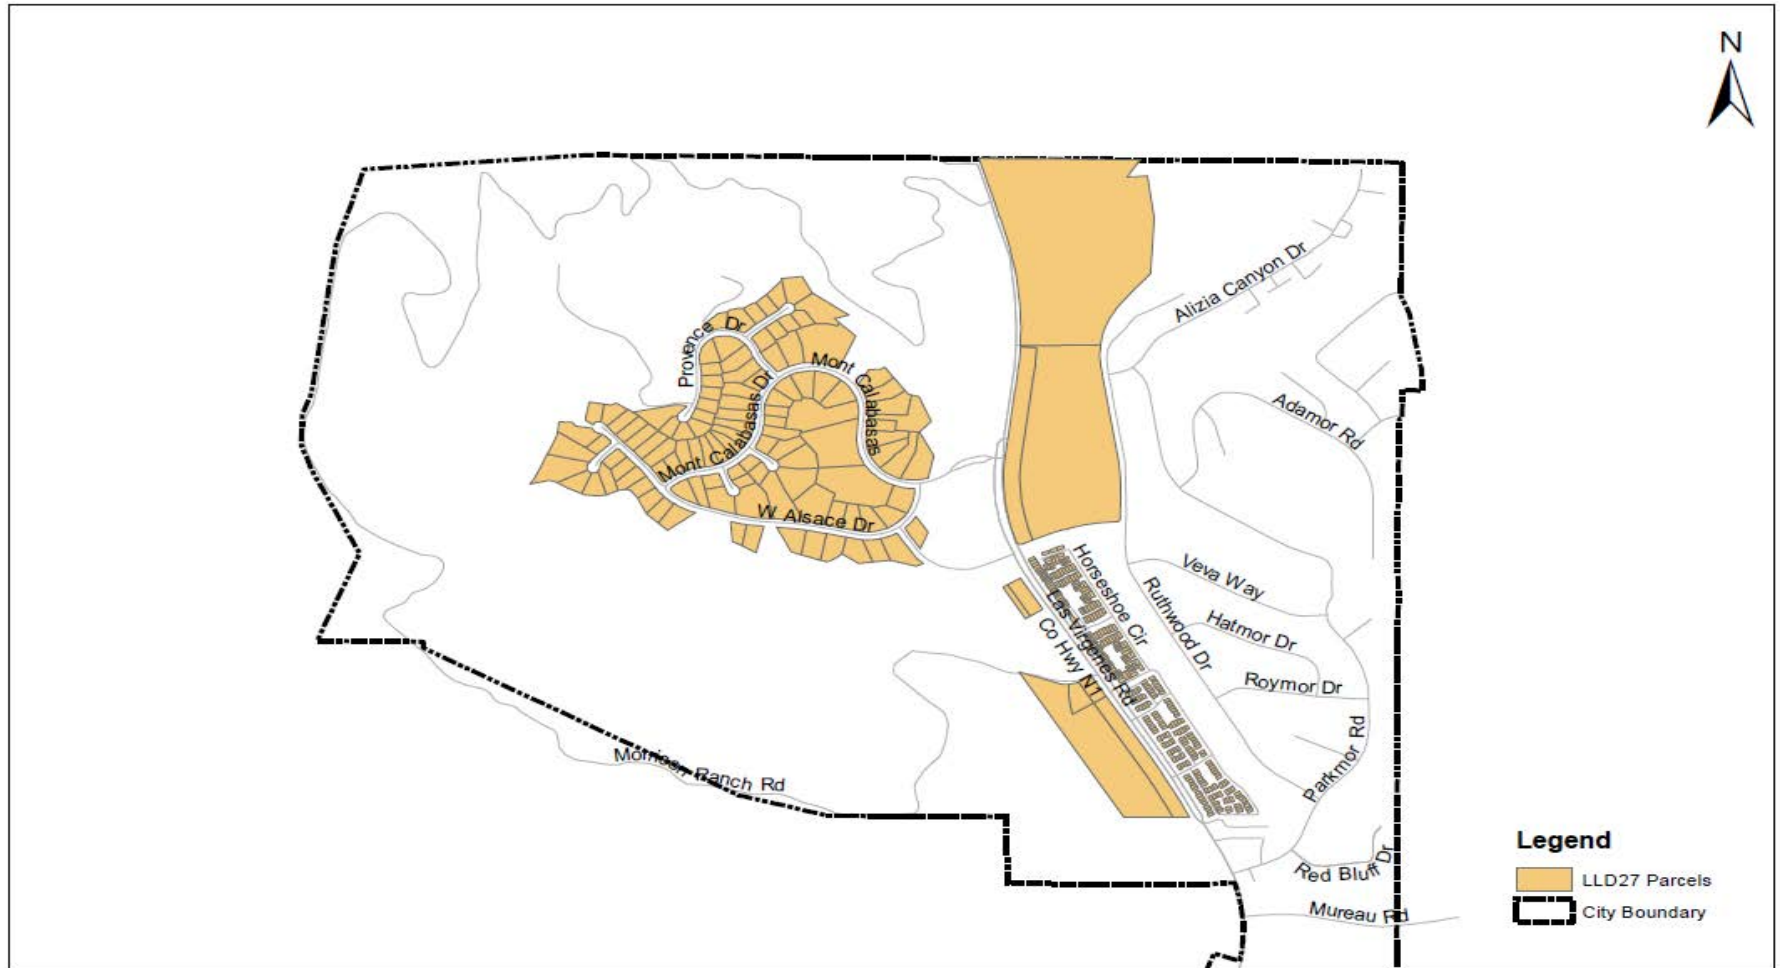 N
Alizia Canyon Dr
Provence Dr
Mont Calabasas
Mont Calabasas Dr
Adamor Rd
W Alsace Dr
Horseshoe Cir
Veva Way
Ruthwood Dr
Las Virgenes Rd
Co Hwy N1
Hatmor Dr
Roymor Dr
Parkmor Rd
Morrison Ranch Rd
Red Bluff Dr
Mureau Rd
Legend
LLD27 Parcels
City Boundary